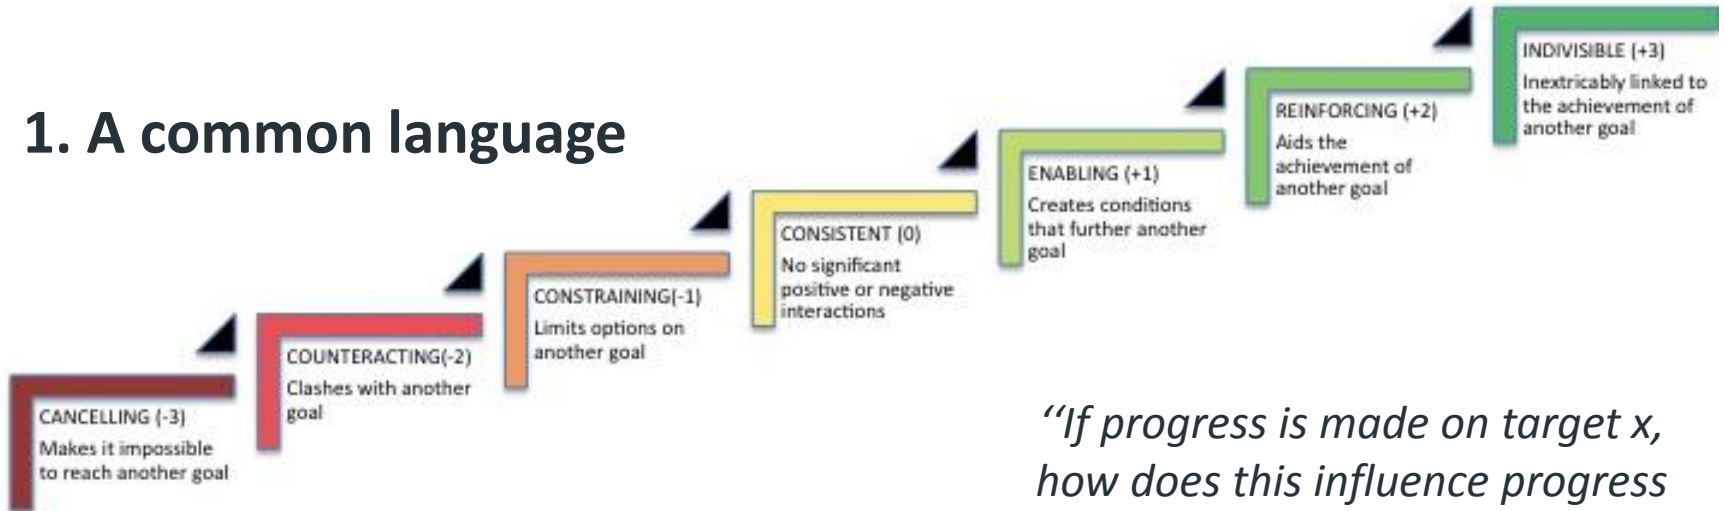 1. A common language
CANCELLING (-3)
Makes it impossible
to reach another goal
COUNTERACTING(-2)
Clashes with another
goal
CONSTRAINING(-1)
Limits options on
another goal
CONSISTENT (0)
No significant
positive or negative
interactions
ENABLING (+1)
Creates conditions
that further another
goal
REINFORCING (+2)
Aids the
achievement of
another goal
INDIVISIBLE (+3)
Inextricably linked to
the achievement of
another goal
“If progress is made on target x,
how does this influence progress